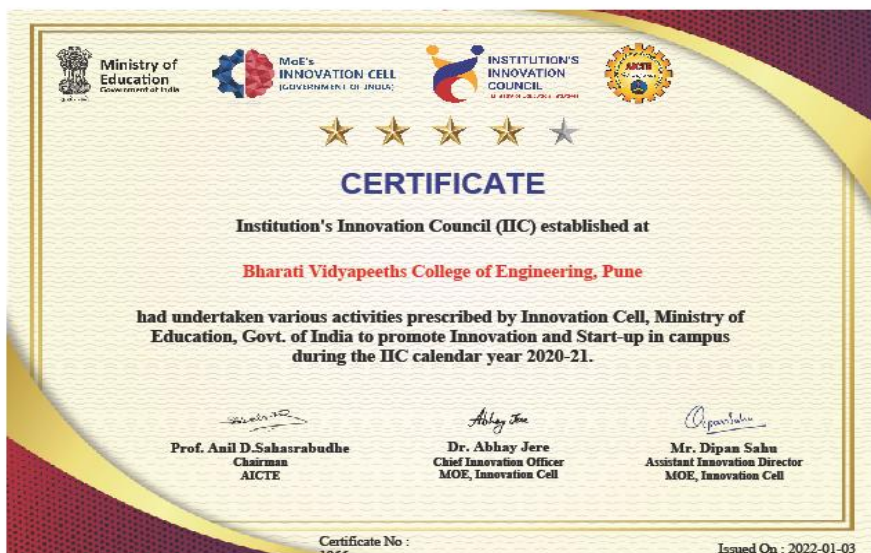 Ministry of
Education
Government of India
MoE's
INNOVATION CELL
(GOVERNMENT OF INDIA)
INSTITUTION'S
INNOVATION
COUNCIL
AICTE
CERTIFICATE
Institution's Innovation Council (IIC) established at
Bharati Vidyapeeths College of Engineering, Pune
had undertaken various activities prescribed by Innovation Cell, Ministry of
Education, Govt. of India to promote Innovation and Start-up in campus
during the IIC calendar year 2020-21.
Abhay Jere
Prof. Anil D.Sahasrabudhe
Chairman
AICTE
Dr. Abhay Jere
Chief Innovation Officer
MOE, Innovation Cell
Mr. Dipan Sahu
Assistant Innovation Director
MOE, Innovation Cell
Certificate No :
Issued On : 2022-01-03